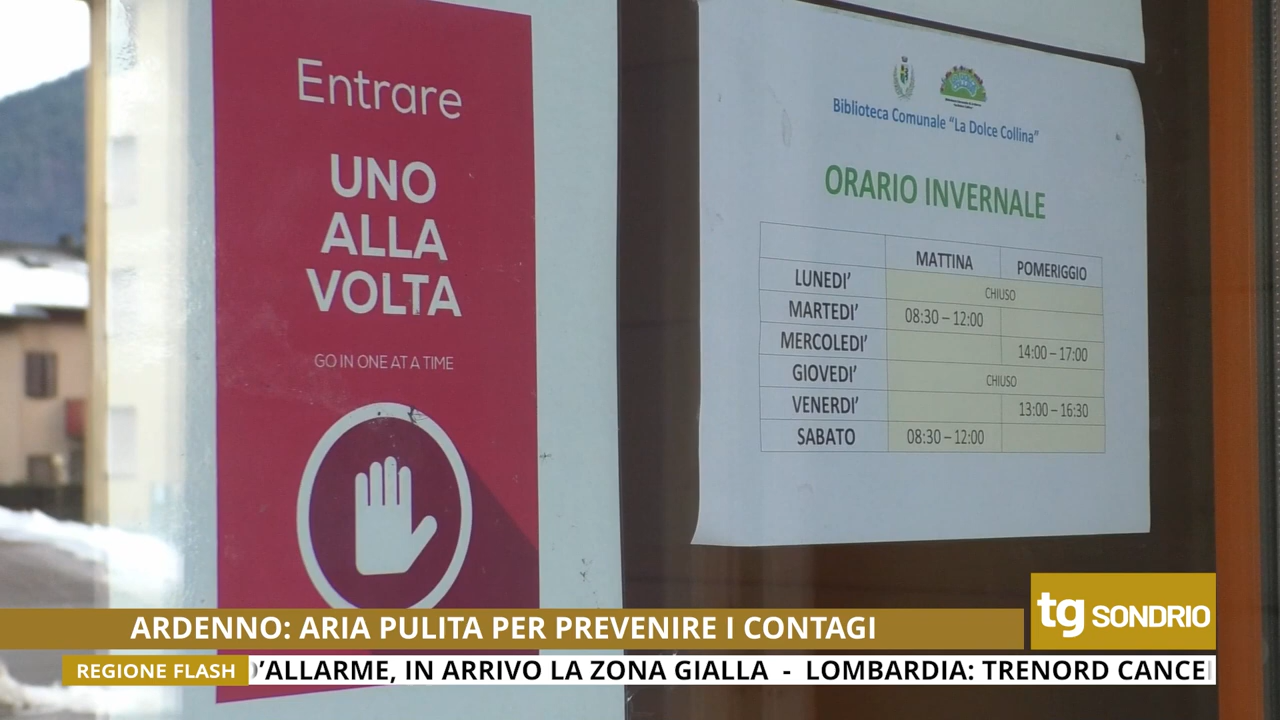 Entrare
UNO
ALLA
VOLTA
GO IN ONE AT A TIME
Biblioteca Comunale “La Dolce Collina”
ORARIO INVERNALE
MATTINA POMERIGGIO
LUNEDI’ CHIUSO
MARTEDI’ 08:30 – 12:00
MERCOLEDI’ 14:00 – 17:00
GIOVEDI’ CHIUSO
VENERDI’ 13:00 – 16:30
SABATO 08:30 – 12:00
ARDENNO: ARIA PULITA PER PREVENIRE I CONTAGI
tg SONDRIO
REGIONE FLASH
D’ALLARME, IN ARRIVO LA ZONA GIALLA - LOMBARDIA: TRENORD CANCE